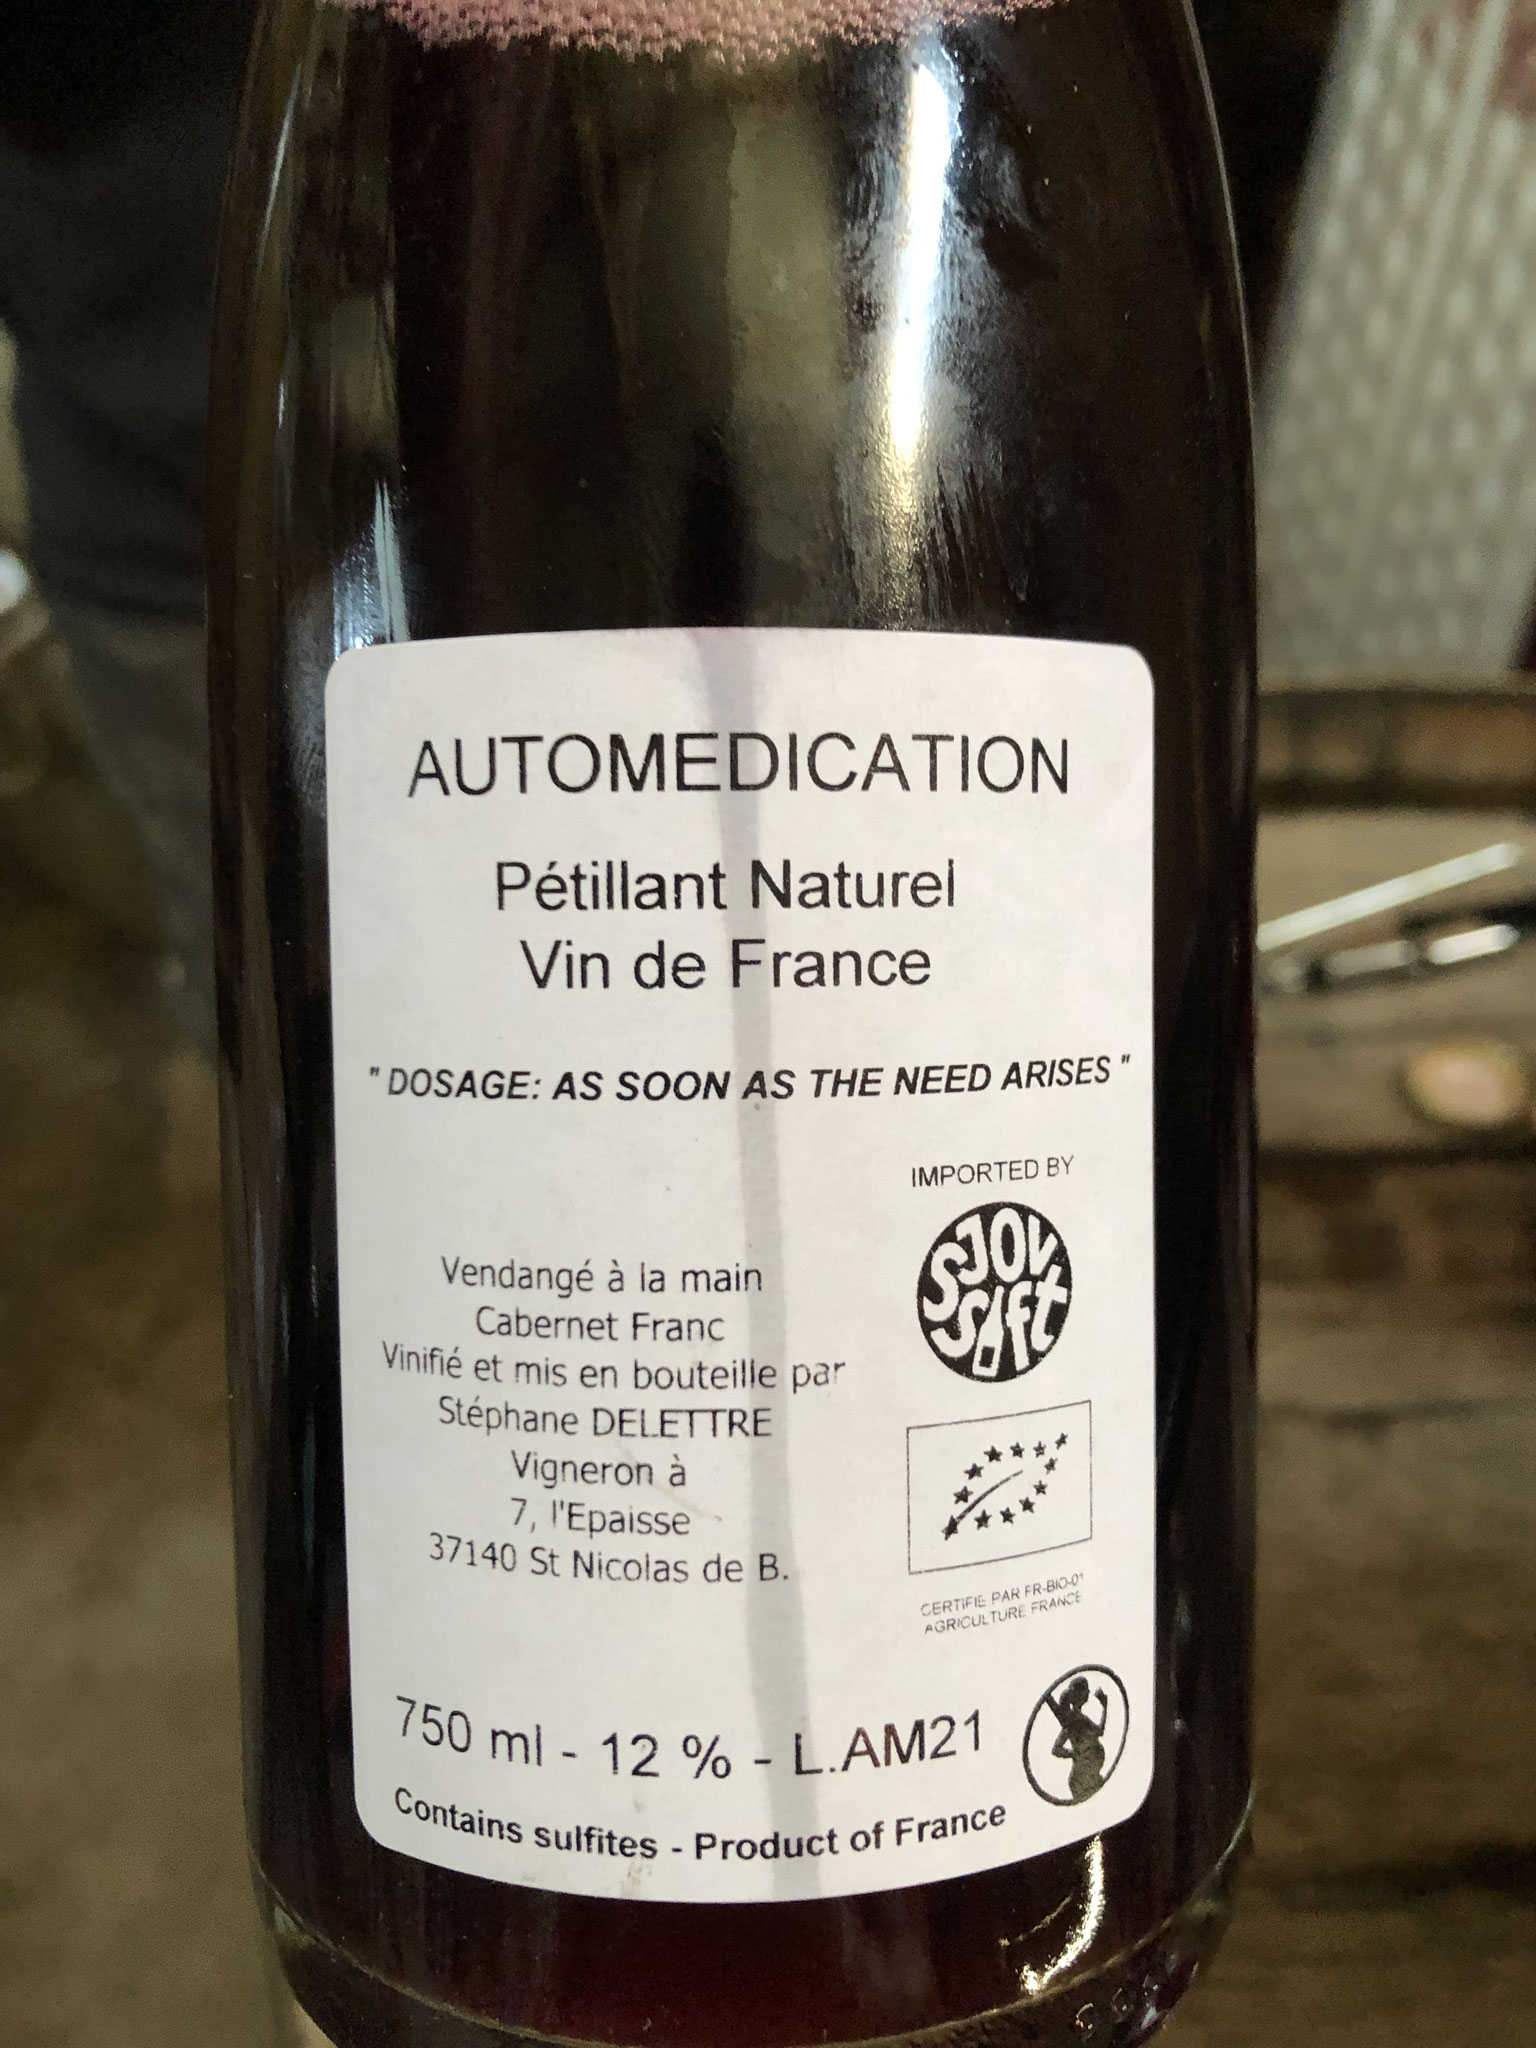 AUTOMEDICATION
Pétillant Naturel
Vin de France
" DOSAGE: AS SOON AS THE NEED ARISES "
IMPORTED BY
SJOV
Saft
Vendangé à la main
Cabernet Franc
Vinifié et mis en bouteille par
Stéphane DELETTRE
Vigneron à
7, l'Epaisse
37140 St Nicolas de B.
CERTIFIE PAR FR-BIO-01
AGRICULTURE FRANCE
750 ml - 12 % - L.AM21
Contains sulfites - Product of France